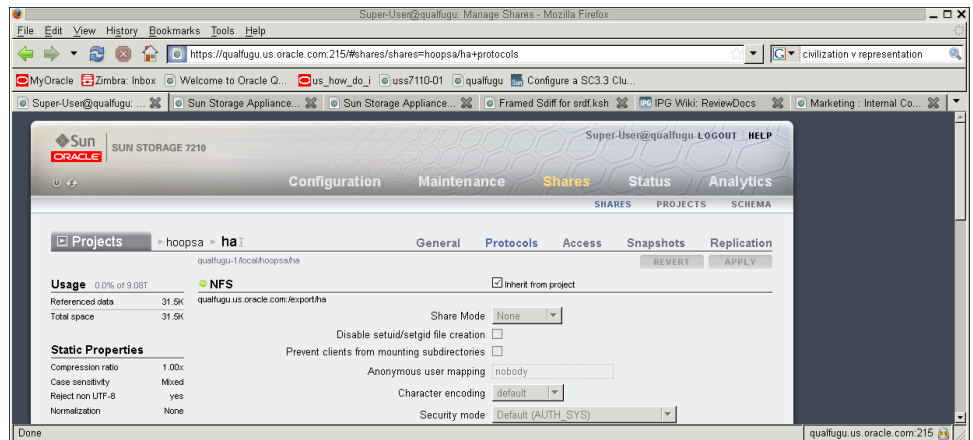 Super-User@qualfugu: Manage Shares - Mozilla Firefox
File Edit View History Bookmarks Tools Help
https://qualfugu.us.oracle.com:215/#shares/shares=hoopsa/ha+protocols
G civilization v representation
MyOracle Zimbra: Inbox Welcome to Oracle Q... us_how_do_i uss7110-01 qualfugu Configure a SC3.3 Clu...
Super-User@qualfugu: ... Sun Storage Appliance... Sun Storage Appliance... Framed Sdiff for srdf.ksh IPG Wiki: ReviewDocs Marketing : Internal Co...
Sun
ORACLE
SUN STORAGE 7210
Super-User@qualfugu LOGOUT HELP
Configuration Maintenance Shares Status Analytics
SHARES PROJECTS SCHEMA
Projects hoopsa ha General Protocols Access Snapshots Replication
qualfugu-1/local/hoopsa/ha REVERT APPLY
Usage 0.0% of 9.08T
Referenced data 31.5K
Total space 31.5K
Static Properties
Compression ratio 1.00x
Case sensitivity Mixed
Reject non UTF-8 yes
Normalization None
NFS Inherit from project
qualfugu.us.oracle.com:/export/ha
Share Mode None
Disable setuid/setgid file creation
Prevent clients from mounting subdirectories
Anonymous user mapping nobody
Character encoding default
Security mode Default (AUTH_SYS)
Done qualfugu.us.oracle.com:215